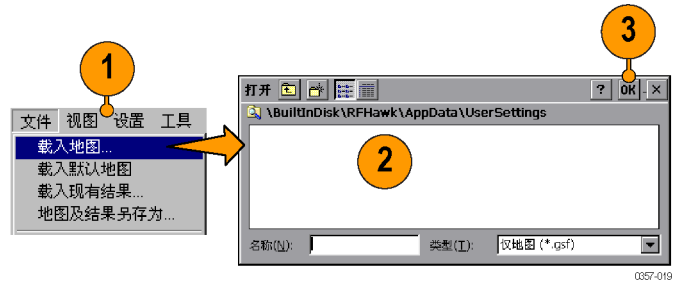 1
2
3
文件 视图 设置 工具
载入地图...
载入默认地图
载入现有结果...
地图及结果另存为...
打开 ? OK ×
\BuiltInDisk\RFHawk\AppData\UserSettings
名称(N): 类型(T): 仅地图 (*.gsf)
0357-019